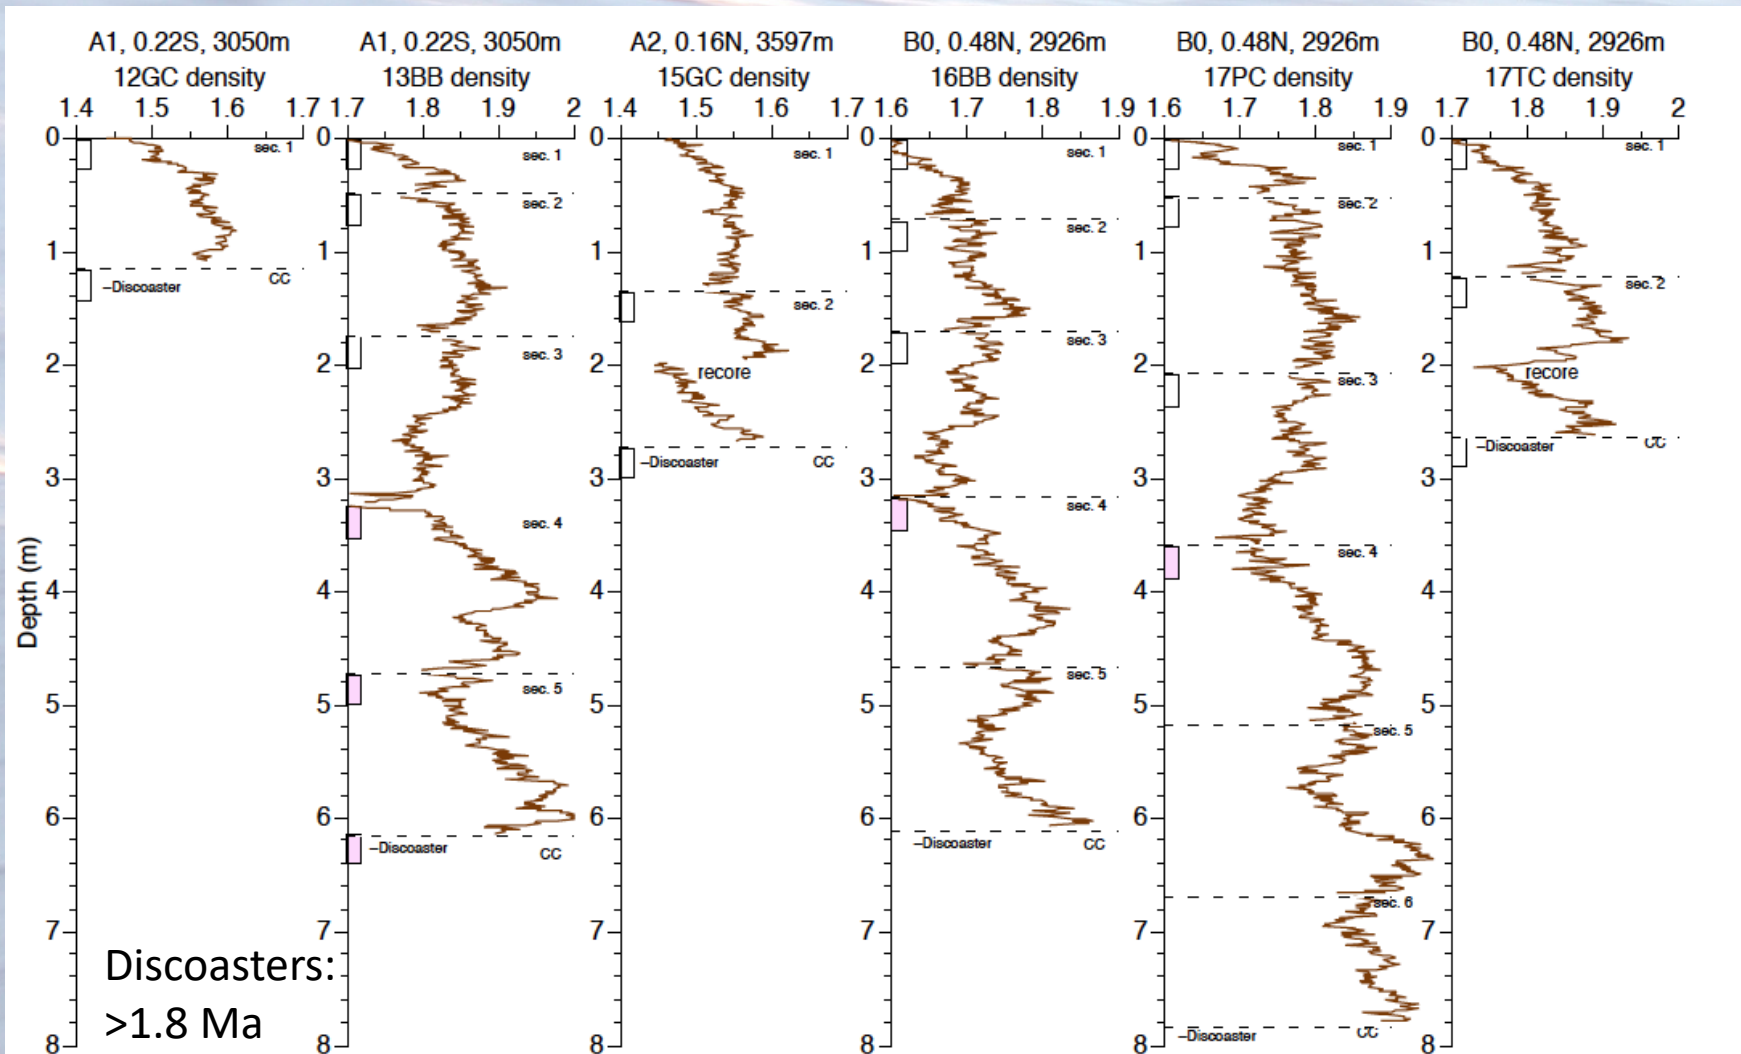 A1, 0.22S, 3050m
12GC density
1.4 1.5 1.6 1.7
0
1
2
3
4
5
6
7
8
Depth (m)
sec. 1
–Discoaster CC
A1, 0.22S, 3050m
13BB density
1.7 1.8 1.9 2
0
1
2
3
4
5
6
7
8
sec. 1
sec. 2
sec. 3
sec. 4
sec. 5
–Discoaster CC
A2, 0.16N, 3597m
15GC density
1.4 1.5 1.6 1.7
0
1
2
3
4
5
6
7
8
sec. 1
sec. 2
recore
–Discoaster CC
B0, 0.48N, 2926m
16BB density
1.6 1.7 1.8 1.9
0
1
2
3
4
5
6
7
8
sec. 1
sec. 2
sec. 3
sec. 4
sec. 5
–Discoaster CC
B0, 0.48N, 2926m
17PC density
1.6 1.7 1.8 1.9
0
1
2
3
4
5
6
7
8
sec. 1
sec. 2
sec. 3
sec. 4
sec. 5
sec. 6
–Discoaster CC
B0, 0.48N, 2926m
17TC density
1.7 1.8 1.9 2
0
1
2
3
4
5
6
7
8
sec. 1
sec. 2
recore
–Discoaster CC
Discoasters:
>1.8 Ma